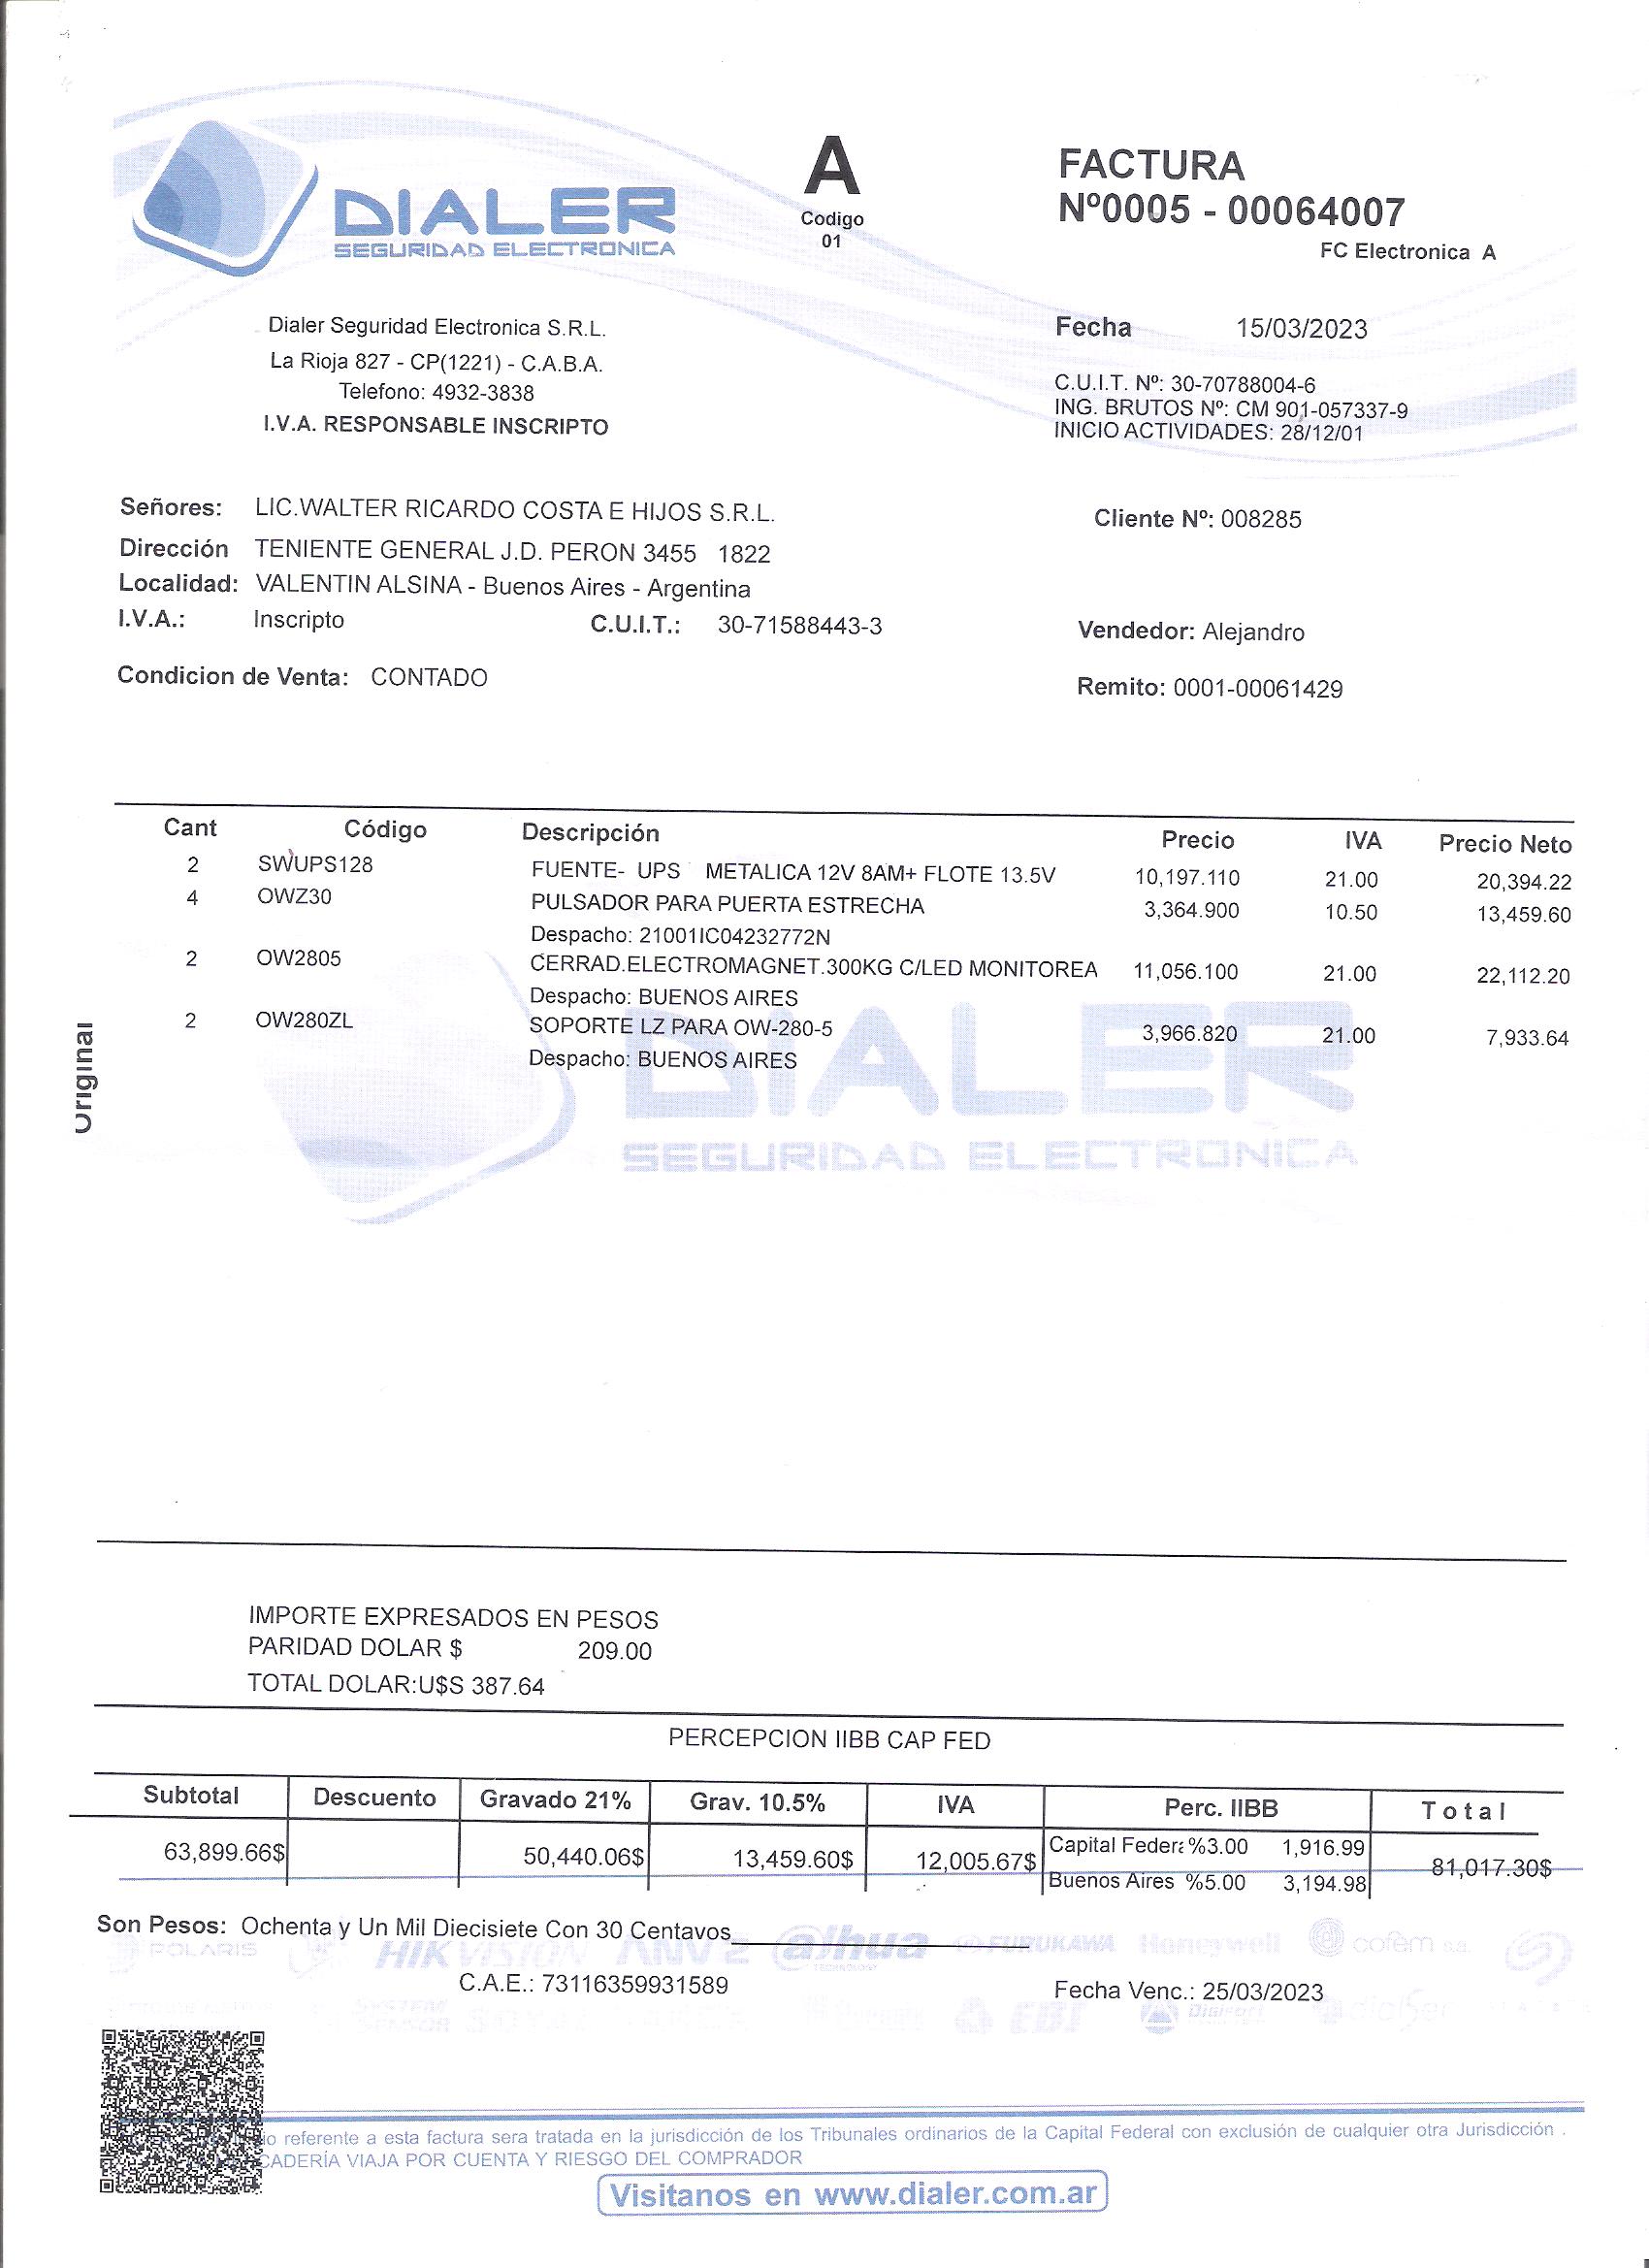 DIALER
SEGURIDAD ELECTRONICA
A
Codigo
01
FACTURA
Nº0005 - 00064007
FC Electronica A
Dialer Seguridad Electronica S.R.L.
La Rioja 827 - CP(1221) - C.A.B.A.
Telefono: 4932-3838
I.V.A. RESPONSABLE INSCRIPTO
Fecha 15/03/2023
C.U.I.T. Nº: 30-70788004-6
ING. BRUTOS Nº: CM 901-057337-9
INICIO ACTIVIDADES: 28/12/01
Señores: LIC.WALTER RICARDO COSTA E HIJOS S.R.L.
Cliente Nº: 008285
Dirección TENIENTE GENERAL J.D. PERON 3455 1822
Localidad: VALENTIN ALSINA - Buenos Aires - Argentina
I.V.A.: Inscripto C.U.I.T.: 30-71588443-3
Vendedor: Alejandro
Condicion de Venta: CONTADO
Remito: 0001-00061429
Cant Código Descripción Precio IVA Precio Neto
2 SWUPS128 FUENTE- UPS METALICA 12V 8AM+ FLOTE 13.5V 10,197.110 21.00 20,394.22
4 OWZ30 PULSADOR PARA PUERTA ESTRECHA 3,364.900 10.50 13,459.60
Despacho: 21001IC04232772N
2 OW2805 CERRAD.ELECTROMAGNET.300KG C/LED MONITOREA 11,056.100 21.00 22,112.20
Despacho: BUENOS AIRES
2 OW280ZL SOPORTE LZ PARA OW-280-5 3,966.820 21.00 7,933.64
Despacho: BUENOS AIRES
Original
DIALER
SEGURIDAD ELECTRONICA
IMPORTE EXPRESADOS EN PESOS
PARIDAD DOLAR $ 209.00
TOTAL DOLAR:U$S 387.64
PERCEPCION IIBB CAP FED
Subtotal Descuento Gravado 21% Grav. 10.5% IVA Perc. IIBB Total
63,899.66$ 50,440.06$ 13,459.60$ 12,005.67$ Capital Feder %3.00 1,916.99 81,017.30$
Buenos Aires %5.00 3,194.98
Son Pesos: Ochenta y Un Mil Diecisiete Con 30 Centavos
POLARIS HIKVISION alhua TECHNOLOGY FURUKAWA Honeywell cofem s.a.
C.A.E.: 73116359931589
Fecha Venc.: 25/03/2023
EBI
referente a esta factura sera tratada en la jurisdicción de los Tribunales ordinarios de la Capital Federal con exclusión de cualquier otra Jurisdicción .
CADERÍA VIAJA POR CUENTA Y RIESGO DEL COMPRADOR
Visitanos en www.dialer.com.ar